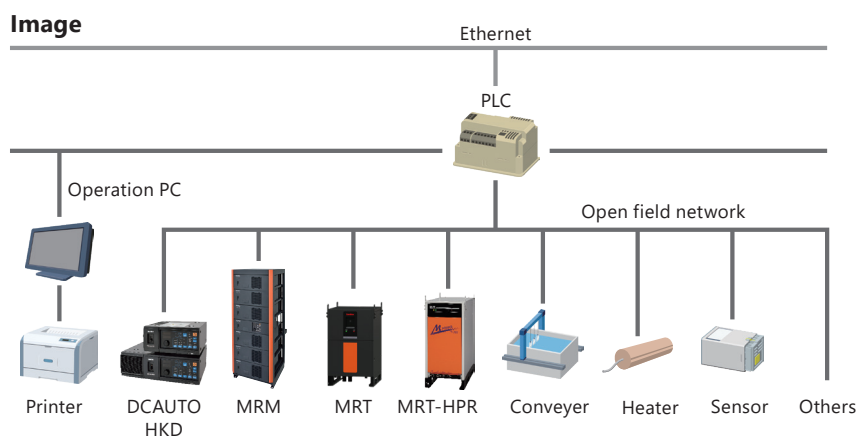 Image
Ethernet
PLC
Operation PC
Open field network
Printer
DCAUTO
HKD
MRM
MRT
MRT-HPR
Conveyer
Heater
Sensor
Others